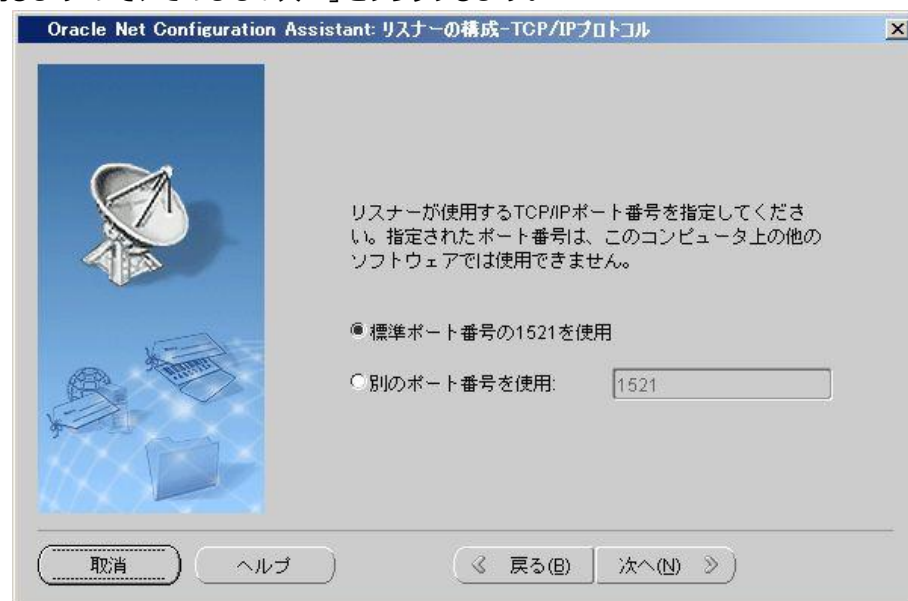 Oracle Net Configuration Assistant: リスナーの構成-TCP/IPプロトコル
リスナーが使用するTCP/IPポート番号を指定してくださ
い。指定されたポート番号は、このコンピュータ上の他の
ソフトウェアでは使用できません。
標準ポート番号の1521を使用
別のポート番号を使用:
1521
取消
ヘルプ
戻る(B)
次へ(N)